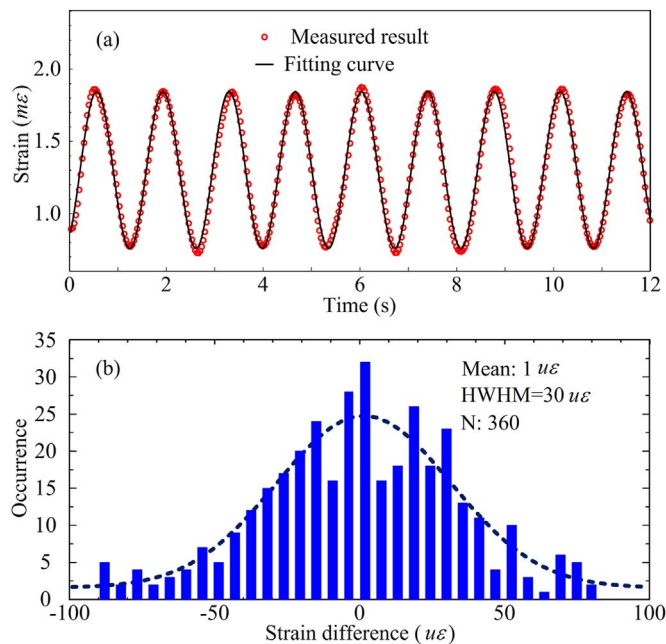 (a)
Measured result
Fitting curve
Strain (mε)
2.0
1.5
1.0
0 2 4 6 8 10 12
Time (s)
(b)
Mean: 1 uε
HWHM=30 uε
N: 360
Occurrence
35
30
25
20
15
10
5
0
-100 -50 0 50 100
Strain difference (uε)